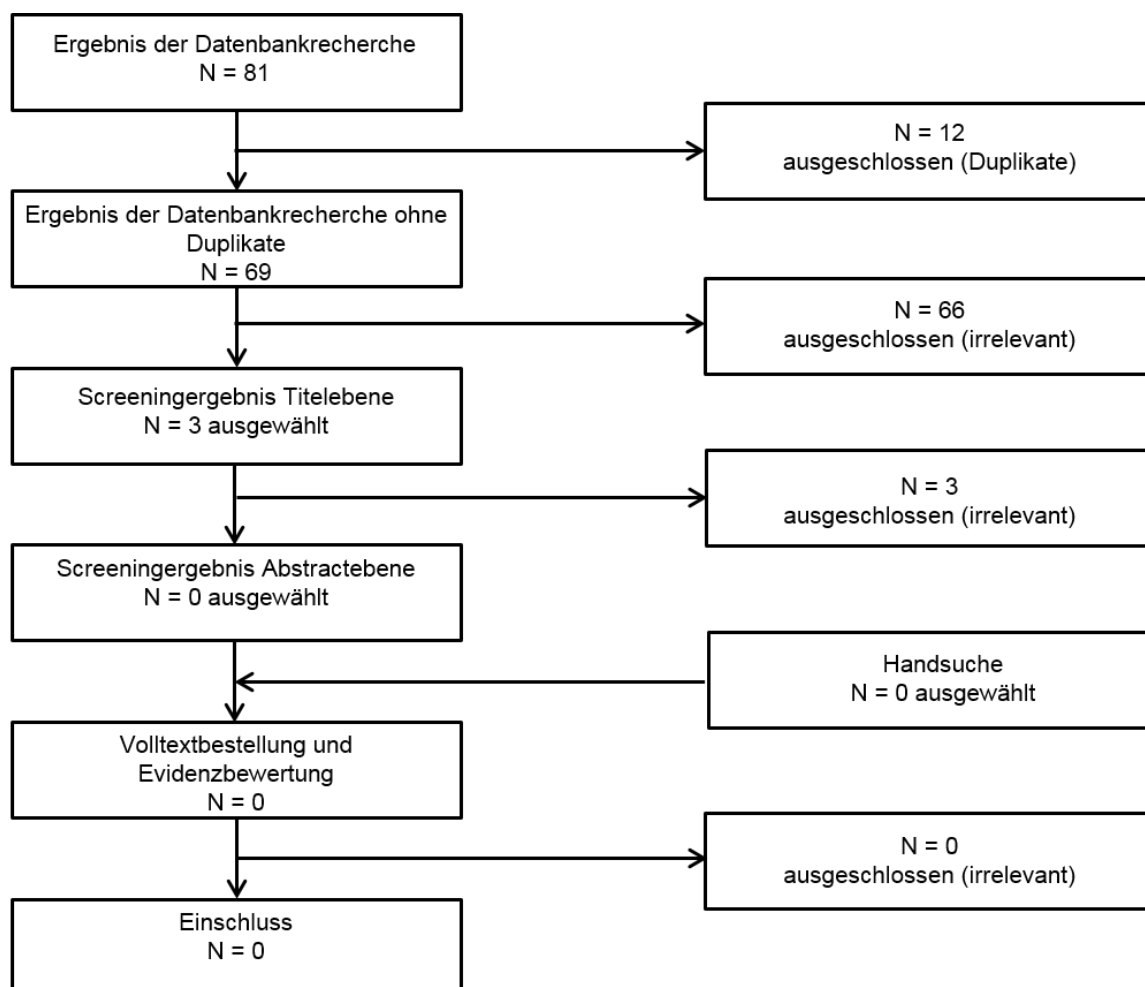 Ergebnis der Datenbankrecherche
N = 81
N = 12
ausgeschlossen (Duplikate)
Ergebnis der Datenbankrecherche ohne
Duplikate
N = 69
N = 66
ausgeschlossen (irrelevant)
Screeningergebnis Titelebene
N = 3 ausgewählt
N = 3
ausgeschlossen (irrelevant)
Screeningergebnis Abstractebene
N = 0 ausgewählt
Handsuche
N = 0 ausgewählt
Volltextbestellung und
Evidenzbewertung
N = 0
N = 0
ausgeschlossen (irrelevant)
Einschluss
N = 0